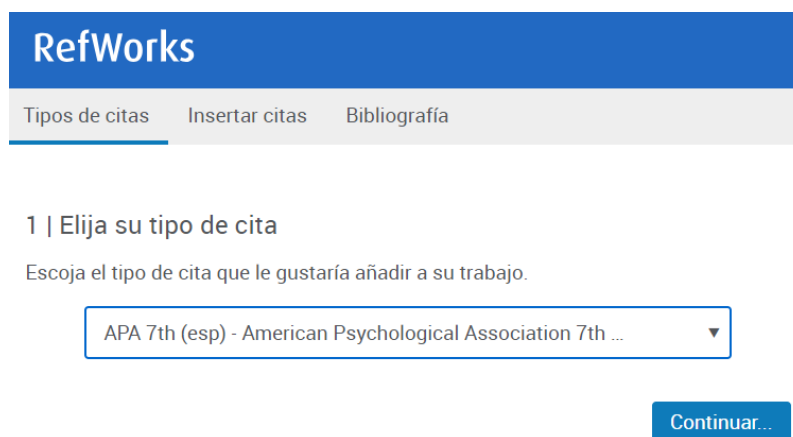 RefWorks
Tipos de citas Insertar citas Bibliografía
1 | Elija su tipo de cita
Escoja el tipo de cita que le gustaría añadir a su trabajo.
APA 7th (esp) - American Psychological Association 7th ...
Continuar...